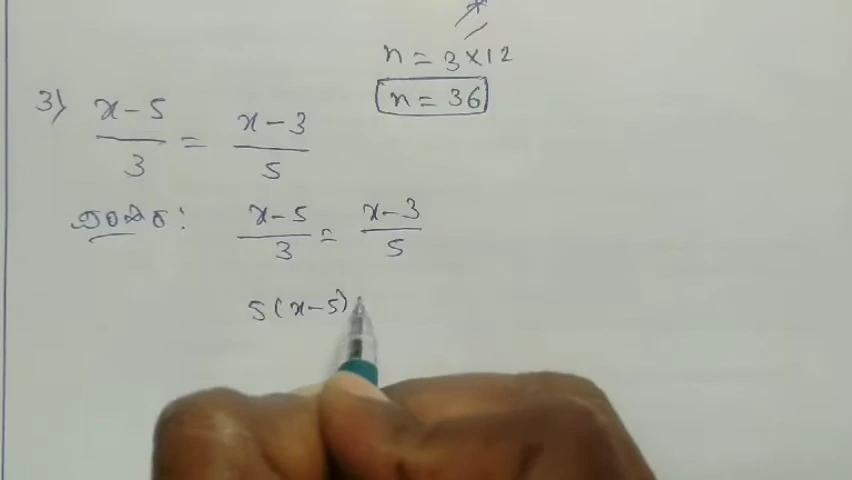 n = 3 × 12
n = 36
3) x - 5 / 3 = x - 3 / 5
x - 5 / 3 = x - 3 / 5
5(x - 5)